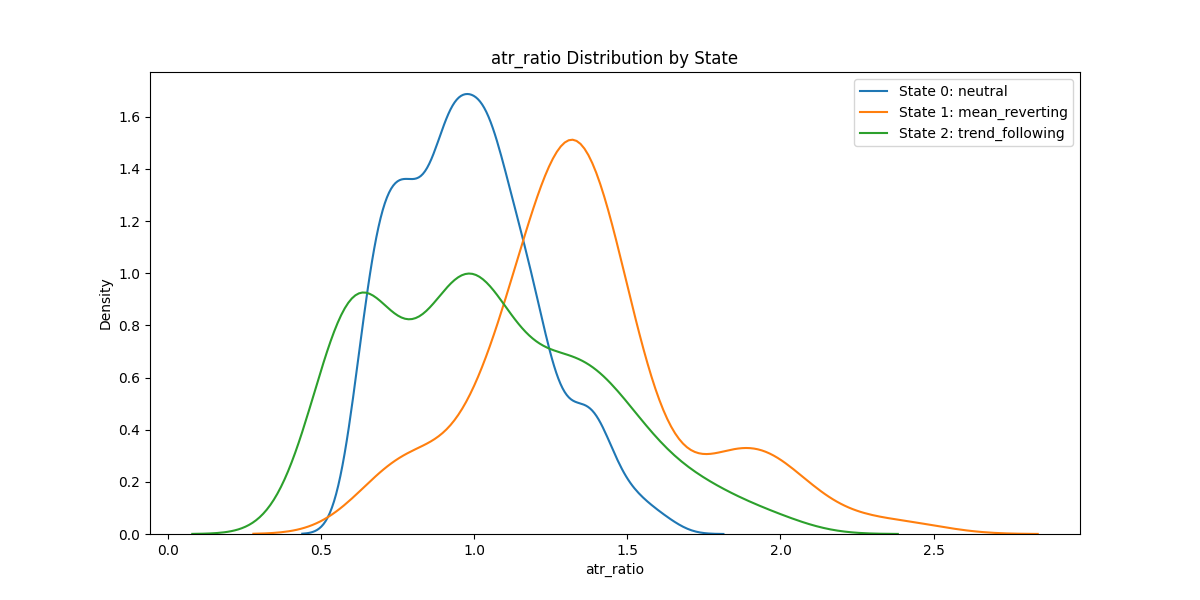 atr_ratio Distribution by State
State 0: neutral
State 1: mean_reverting
State 2: trend_following
Density
1.6
1.4
1.2
1.0
0.8
0.6
0.4
0.2
0.0
0.0 0.5 1.0 1.5 2.0 2.5
atr_ratio